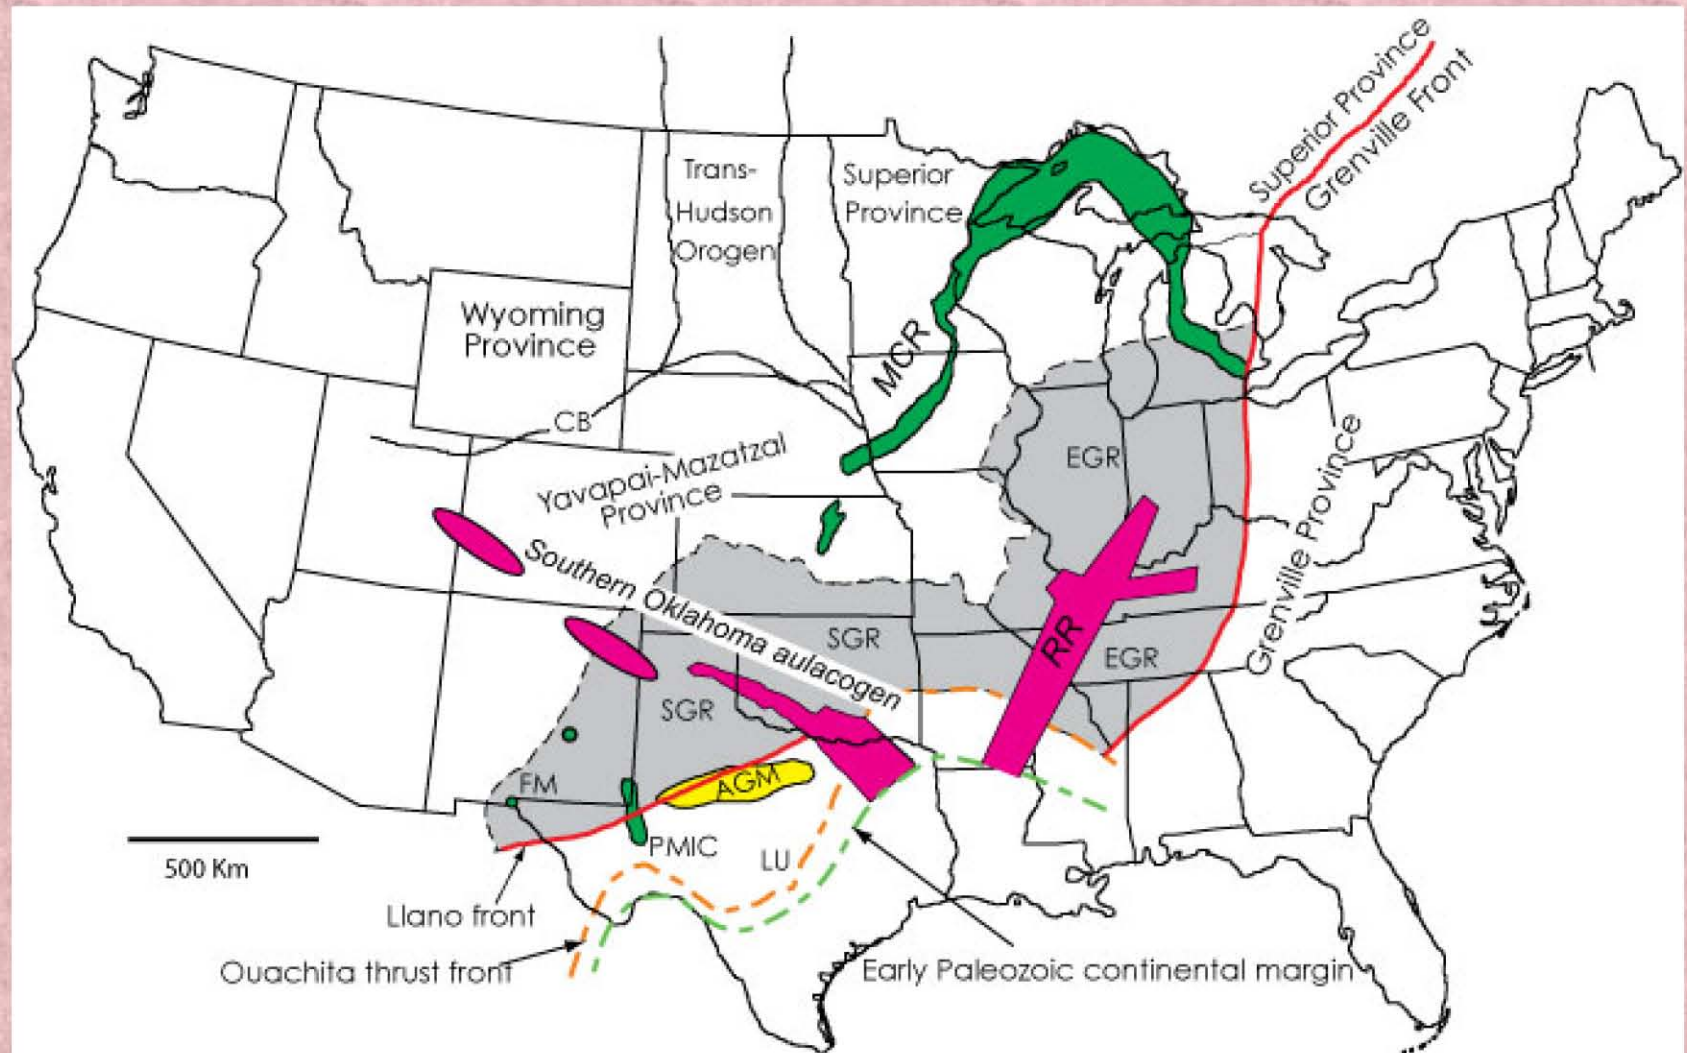 Superior Province
Grenville Front
Trans-
Hudson
Orogen
Superior
Province
Wyoming
Province
MCR
CB
EGR
Yavapai-Mazatzal
Province
Grenville Province
Southern Oklahoma aulacogen
SGR
RR
EGR
SGR
FM
AGM
PMIC
LU
500 Km
Llano front
Ouachita thrust front
Early Paleozoic continental margin